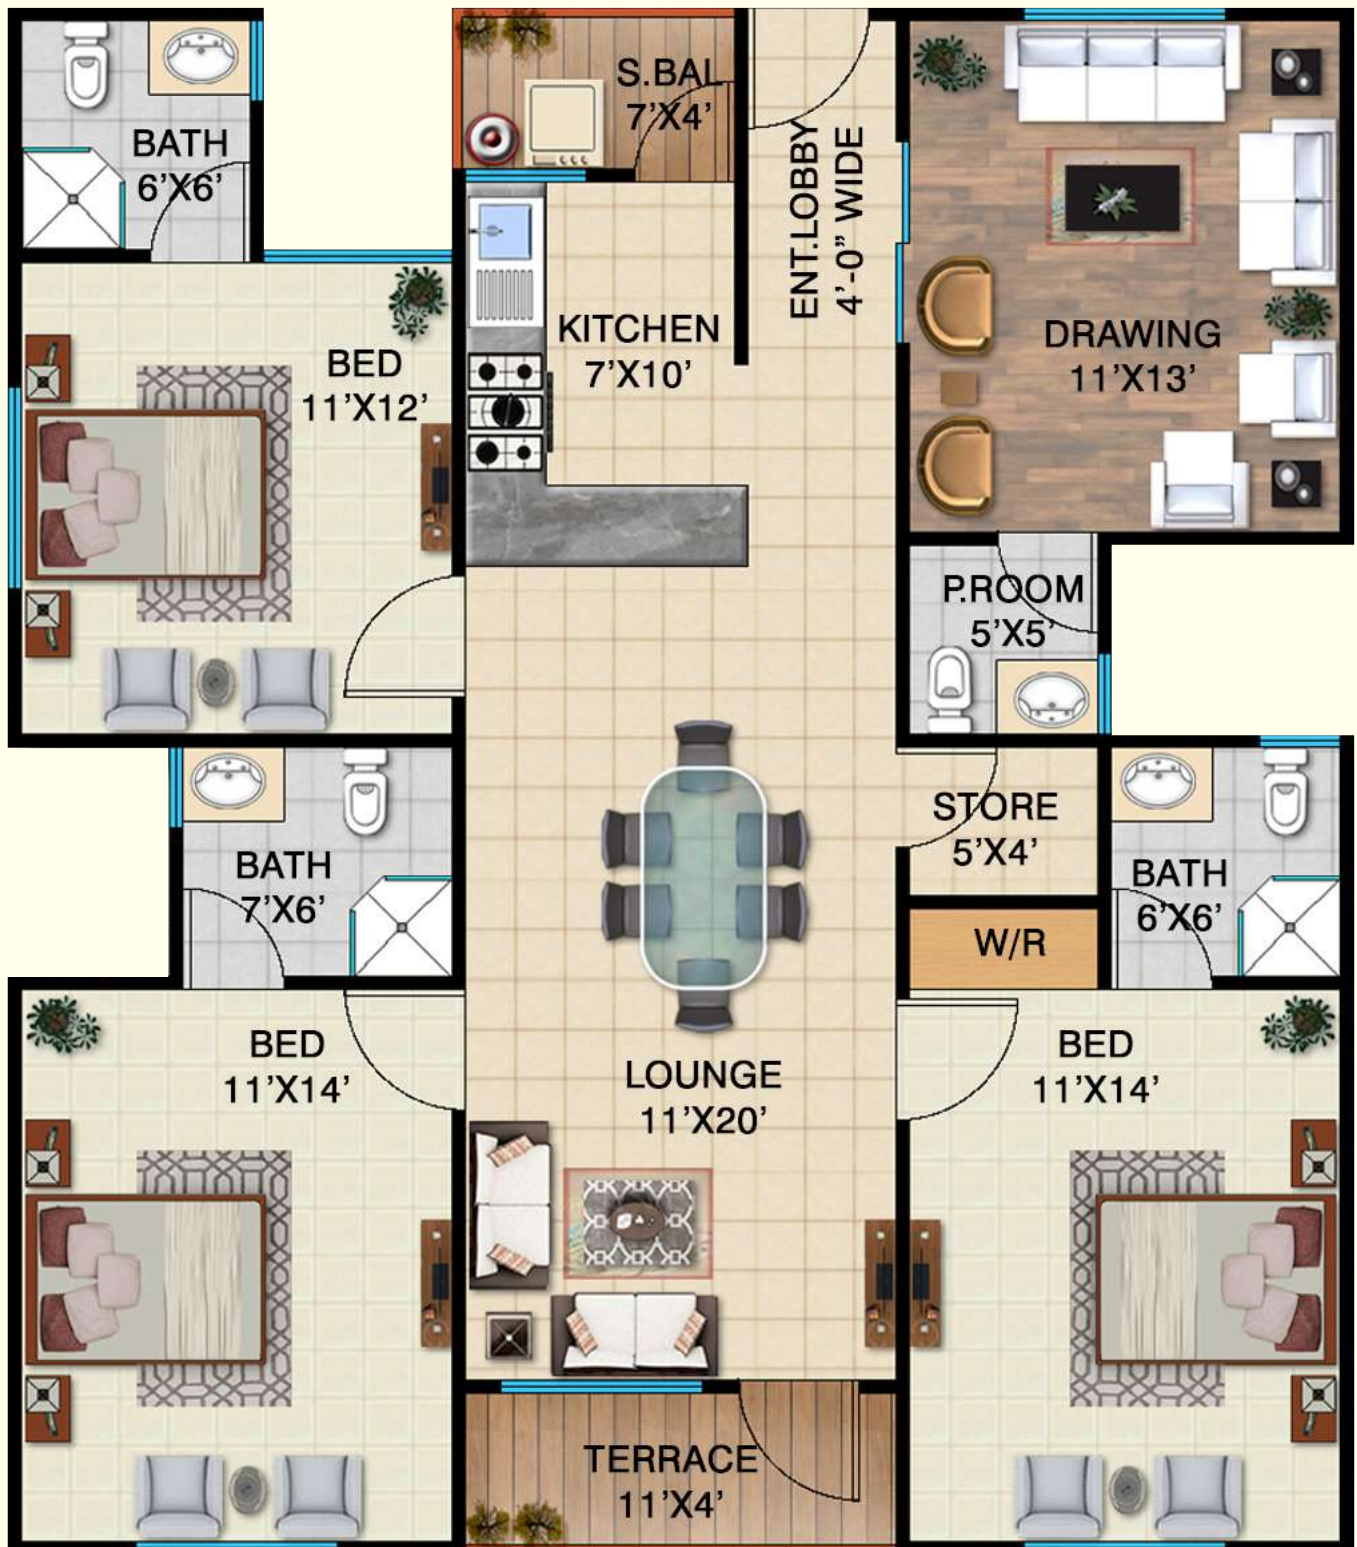 S.BAL
7'X4'
BATH
6'X6'
ENT.LOBBY
4'-0" WIDE
KITCHEN
7'X10'
DRAWING
11'X13'
BED
11'X12'
P.ROOM
5'X5'
STORE
5'X4'
BATH
7'X6'
BATH
6'X6'
W/R
BED
11'X14'
LOUNGE
11'X20'
BED
11'X14'
TERRACE
11'X4'